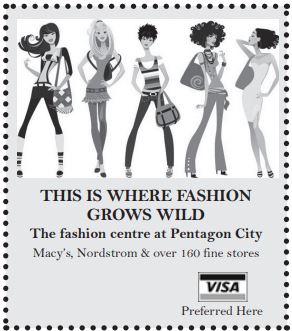 THIS IS WHERE FASHION
GROWS WILD
The fashion centre at Pentagon City
Macy's, Nordstrom & over 160 fine stores
VISA
Preferred Here